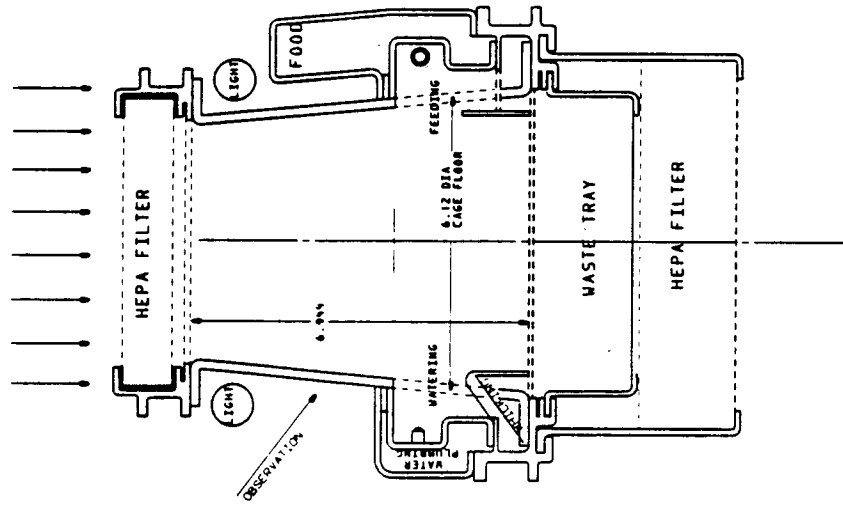 LIGHT
FOOD
HEPA FILTER
FEEDING
6.12 DIA
CAGE FLOOR
WASTE TRAY
HEPA FILTER
6.944
WATERING
LIGHT
OBSERVATION
WATER
PLUMBING